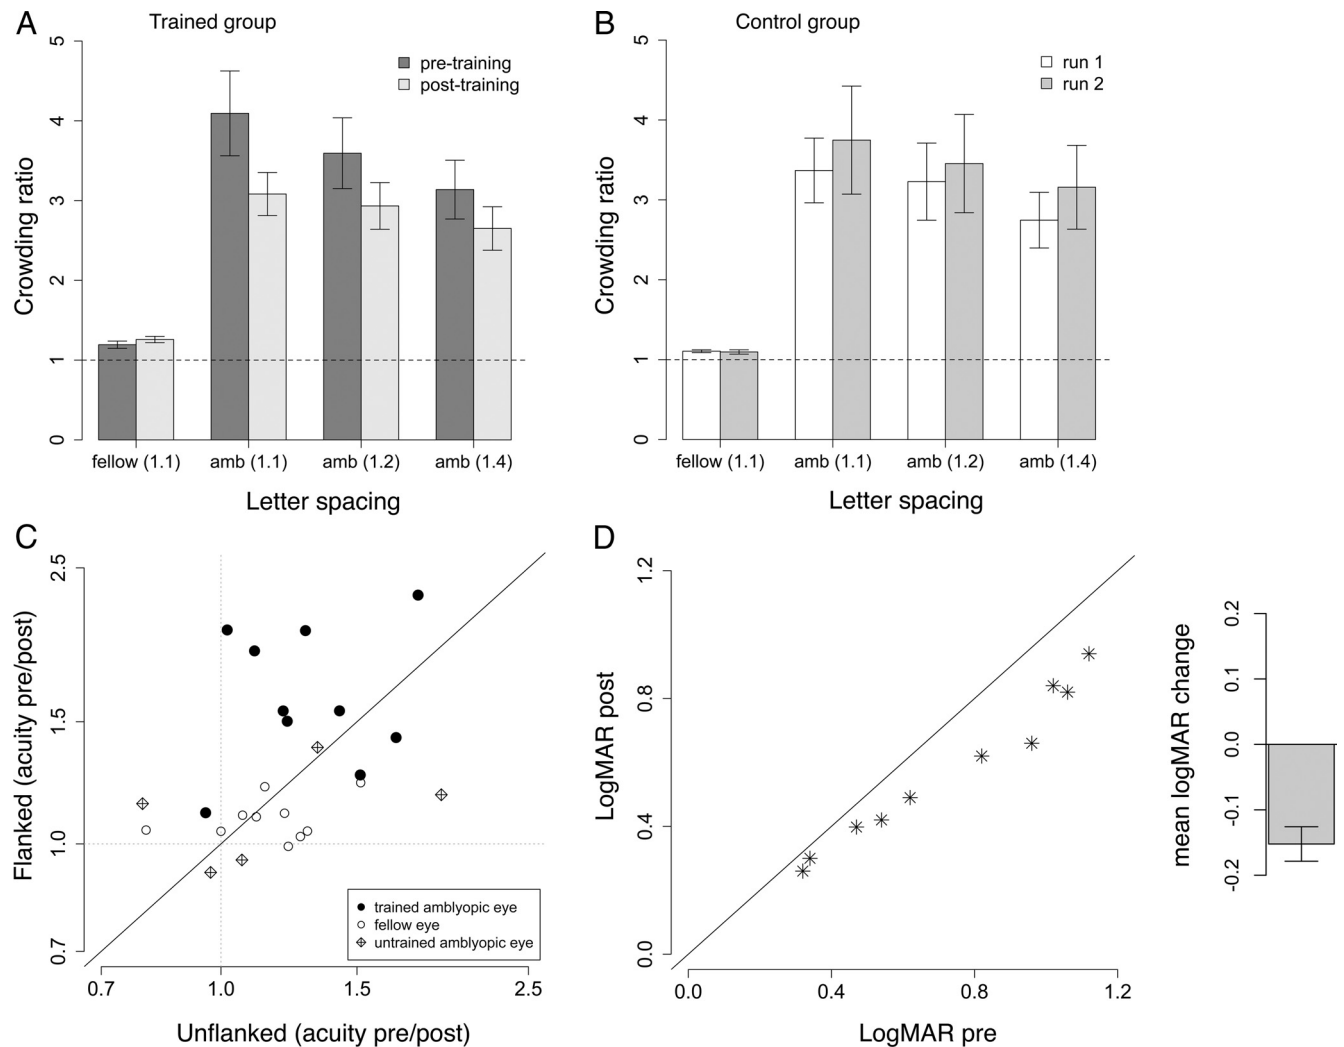 A
Trained group
5
4
3
2
1
0
Crowding ratio
pre-training
post-training
fellow (1.1)
amb (1.1)
amb (1.2)
amb (1.4)
Letter spacing
B
Control group
5
4
3
2
1
0
Crowding ratio
run 1
run 2
fellow (1.1)
amb (1.1)
amb (1.2)
amb (1.4)
Letter spacing
C
2.5
1.5
1.0
0.7
Flanked (acuity pre/post)
trained amblyopic eye
fellow eye
untrained amblyopic eye
0.7
1.0
1.5
2.5
Unflanked (acuity pre/post)
D
1.2
0.8
0.4
0.0
LogMAR post
0.0
0.4
0.8
1.2
LogMAR pre
mean logMAR change
0.2
0.1
0.0
-0.1
-0.2